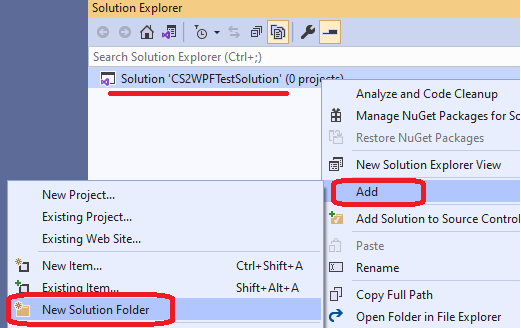 Solution Explorer
Search Solution Explorer (Ctrl+;)
Solution 'CS2WPFTestSolution' (0 projects)
Analyze and Code Cleanup
Manage NuGet Packages for So
Restore NuGet Packages
New Solution Explorer View
Add
Add Solution to Source Control
Paste
Rename
Copy Full Path
Open Folder in File Explorer
New Project...
Existing Project...
Existing Web Site...
New Item... Ctrl+Shift+A
Existing Item... Shift+Alt+A
New Solution Folder